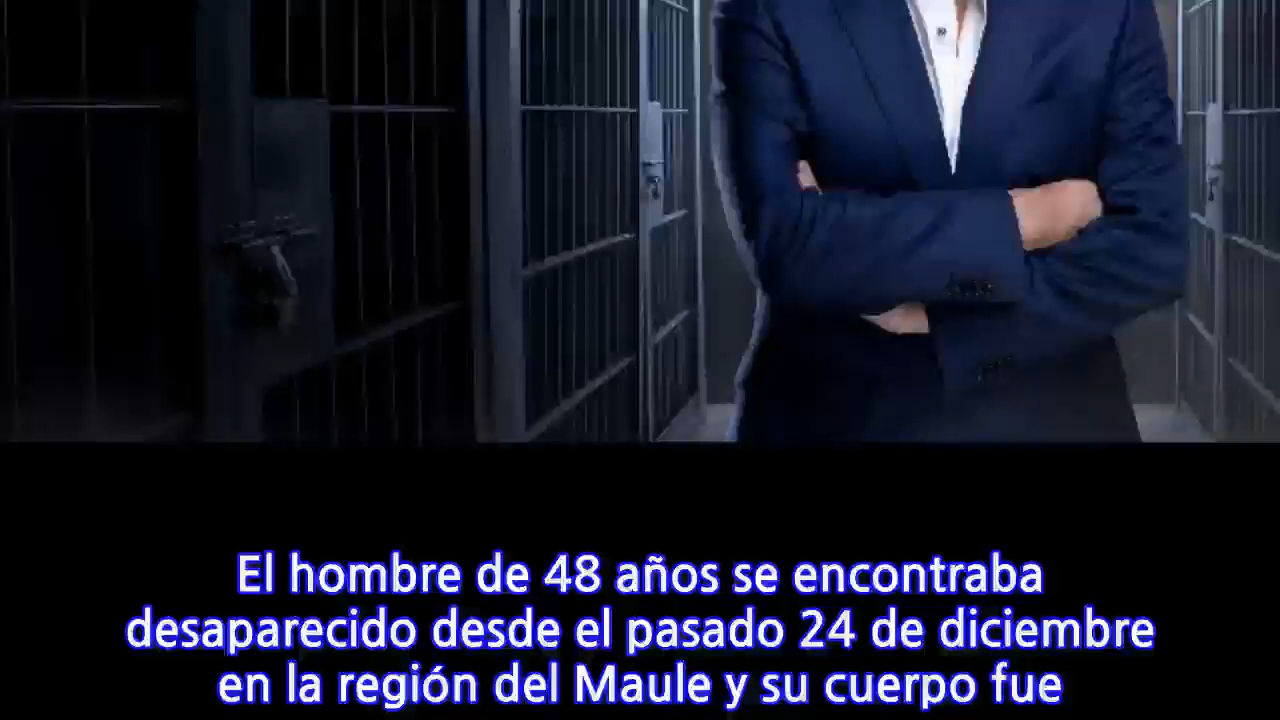 El hombre de 48 años se encontraba
desaparecido desde el pasado 24 de diciembre
en la región del Maule y su cuerpo fue